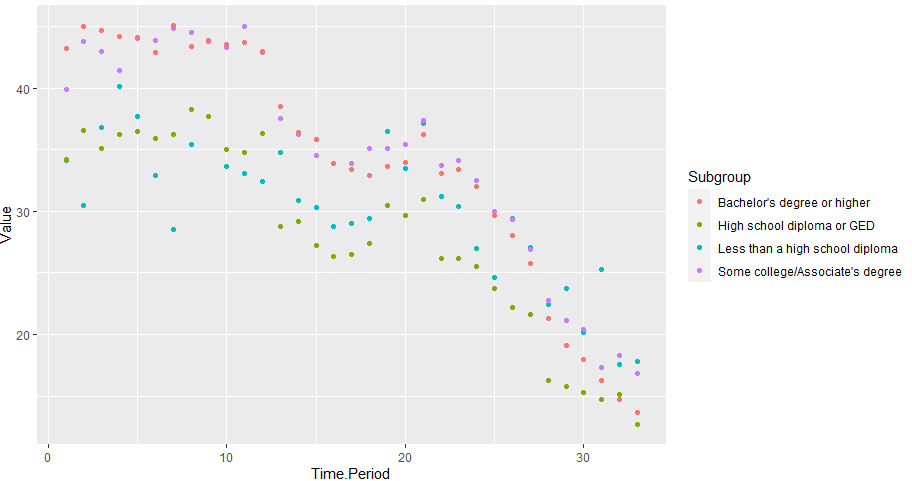 40
30
20
Value
0
10
20
30
Time.Period
Subgroup
Bachelor's degree or higher
High school diploma or GED
Less than a high school diploma
Some college/Associate's degree